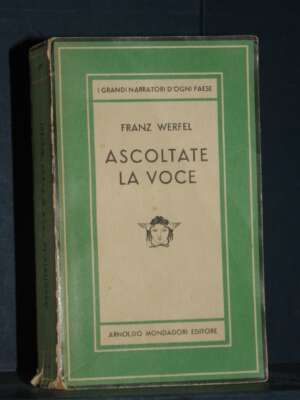 I GRANDI NARRATORI D'OGNI PAESE
FRANZ WERFEL
ASCOLTATE
LA VOCE
ARNOLDO MONDADORI EDITORE